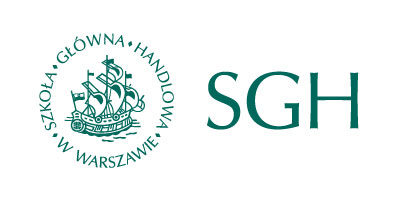 SZKOŁA · GŁÓWNA · HANDLOWA · W WARSZAWIE ·
SGH